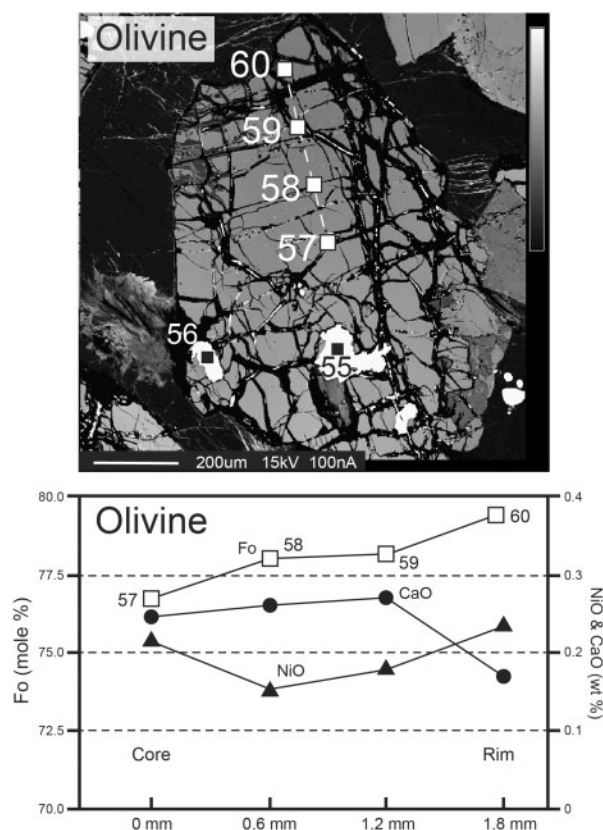 Olivine
60
59
58
57
56
55
200um 15kV 100nA
Olivine
80.0
77.5
75.0
72.5
70.0
Fo (mole %)
0.4
0.3
0.2
0.1
0
NiO & CaO (wt %)
Fo
57
58
59
60
CaO
NiO
Core
Rim
0 mm
0.6 mm
1.2 mm
1.8 mm